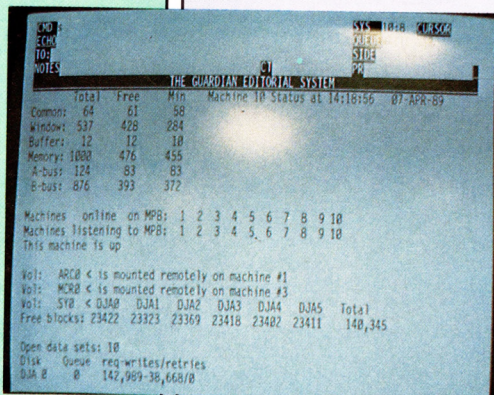 CMD s SYS 10:8 CURSOR
ECHO QUEUE
TO: SIDE
NOTES CT PR
THE GUARDIAN EDITORIAL SYSTEM
Total Free Min Machine 10 Status at 14:18:56 07-APR-89
Common: 64 61 58
Window: 537 428 284
Buffer: 12 12 10
Memory: 1000 476 455
A-bus: 124 83 83
B-bus: 876 393 372
Machines online on MPB: 1 2 3 4 5 6 7 8 9 10
Machines listening to MPB: 1 2 3 4 5 6 7 8 9 10
This machine is up
Vol: ARC0 < is mounted remotely on machine #1
Vol: MCR0 < is mounted remotely on machine #3
Vol: SY0 < DJA0 DJA1 DJA2 DJA3 DJA4 DJA5 Total
Free blocks: 23422 23323 23369 23418 23402 23411 140,345
Open data sets: 10
Disk Queue req-writes/retries
DJA 0 0 142,989-38,668/0